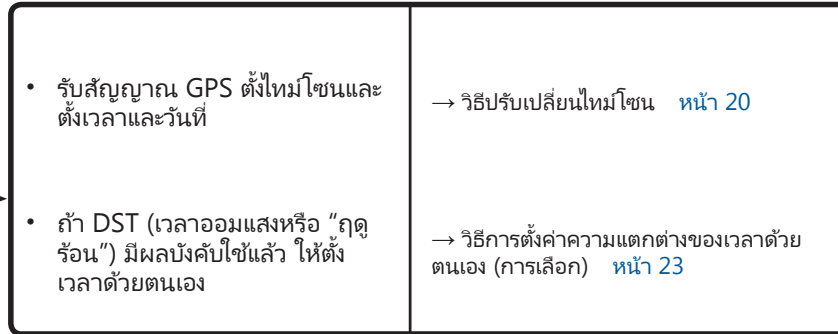 • รับสัญญาณ GPS ตั้งไทม์โซนและ
ตั้งเวลาและวันที่
→ วิธีปรับเปลี่ยนไทม์โซน หน้า 20
• ถ้า DST (เวลาออมแสงหรือ “ฤดู
ร้อน”) มีผลบังคับใช้แล้ว ให้ตั้ง
เวลาด้วยตนเอง
→ วิธีการตั้งค่าความแตกต่างของเวลาด้วย
ตนเอง (การเลือก) หน้า 23